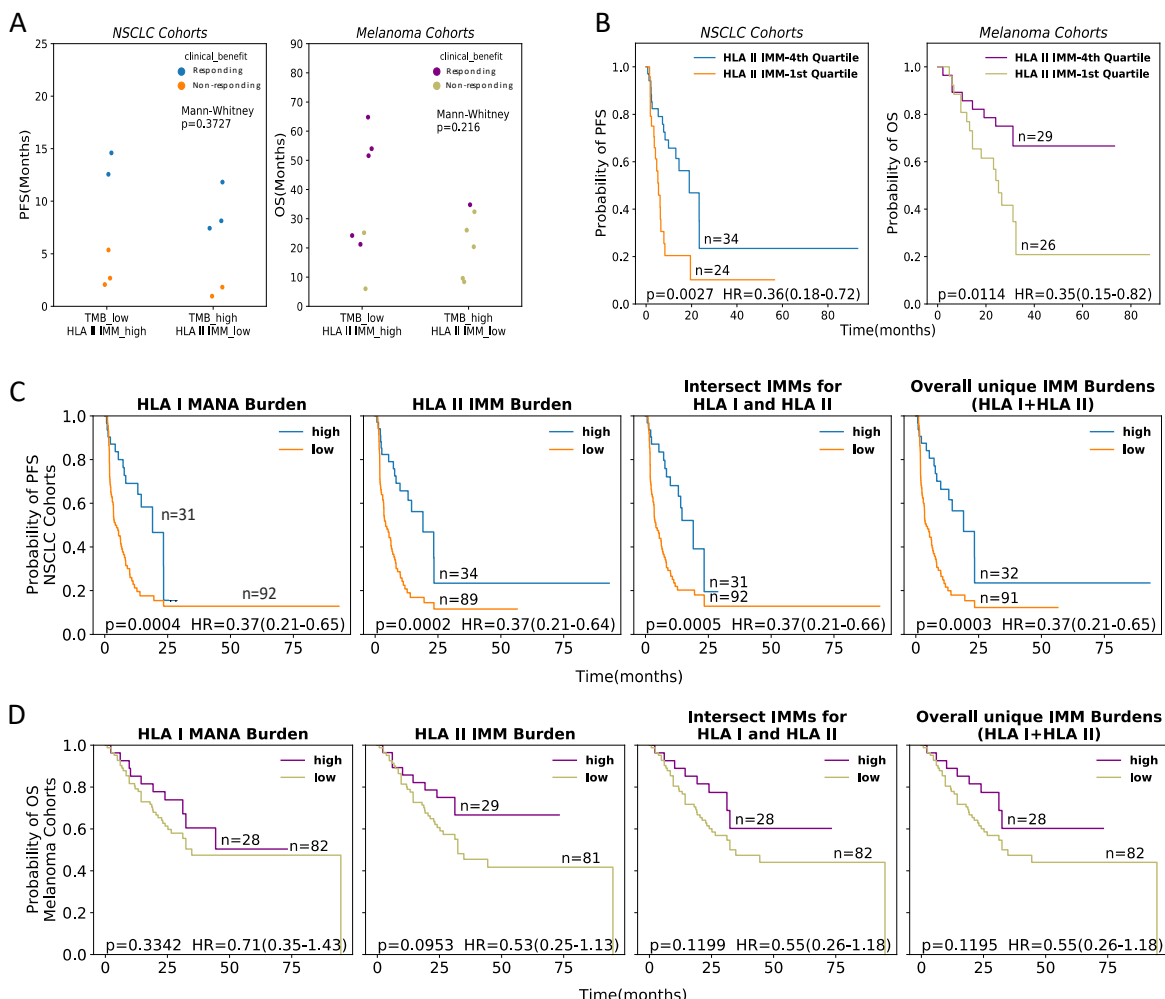 A
NSCLC Cohorts
Melanoma Cohorts
PFS(Months)
25
20
15
10
5
0
clinical_benefit
Responding
Non-responding
Mann-Whitney
p=0.3727
TMB_low
HLA II IMM_high
TMB_high
HLA II IMM_low
OS(Months)
90
80
70
60
50
40
30
20
10
0
clinical_benefit
Responding
Non-responding
Mann-Whitney
p=0.216
TMB_low
HLA II IMM_high
TMB_high
HLA II IMM_low
B
NSCLC Cohorts
Melanoma Cohorts
Probability of PFS
1.0
0.8
0.6
0.4
0.2
0.0
HLA II IMM-4th Quartile
HLA II IMM-1st Quartile
n=34
n=24
p=0.0027 HR=0.36(0.18-0.72)
0 20 40 60 80
Probability of OS
1.0
0.8
0.6
0.4
0.2
0.0
HLA II IMM-4th Quartile
HLA II IMM-1st Quartile
n=29
n=26
p=0.0114 HR=0.35(0.15-0.82)
0 20 40 60 80
Time(months)
C
Probability of PFS
NSCLC Cohorts
1.0
0.8
0.6
0.4
0.2
0.0
HLA I MANA Burden
high
low
n=31
n=92
p=0.0004 HR=0.37(0.21-0.65)
0 25 50 75
HLA II IMM Burden
high
low
n=34
n=89
p=0.0002 HR=0.37(0.21-0.64)
0 25 50 75
Intersect IMMs for
HLA I and HLA II
high
low
n=31
n=92
p=0.0005 HR=0.37(0.21-0.66)
0 25 50 75
Overall unique IMM Burdens
(HLA I+HLA II)
high
low
n=32
n=91
p=0.0003 HR=0.37(0.21-0.65)
0 25 50 75
Time(months)
D
Probability of OS
Melanoma Cohorts
1.0
0.8
0.6
0.4
0.2
0.0
HLA I MANA Burden
high
low
n=28
n=82
p=0.3342 HR=0.71(0.35-1.43)
0 25 50 75
HLA II IMM Burden
high
low
n=29
n=81
p=0.0953 HR=0.53(0.25-1.13)
0 25 50 75
Intersect IMMs for
HLA I and HLA II
high
low
n=28
n=82
p=0.1199 HR=0.55(0.26-1.18)
0 25 50 75
Overall unique IMM Burdens
(HLA I+HLA II)
high
low
n=28
n=82
p=0.1195 HR=0.55(0.26-1.18)
0 25 50 75
Time(months)